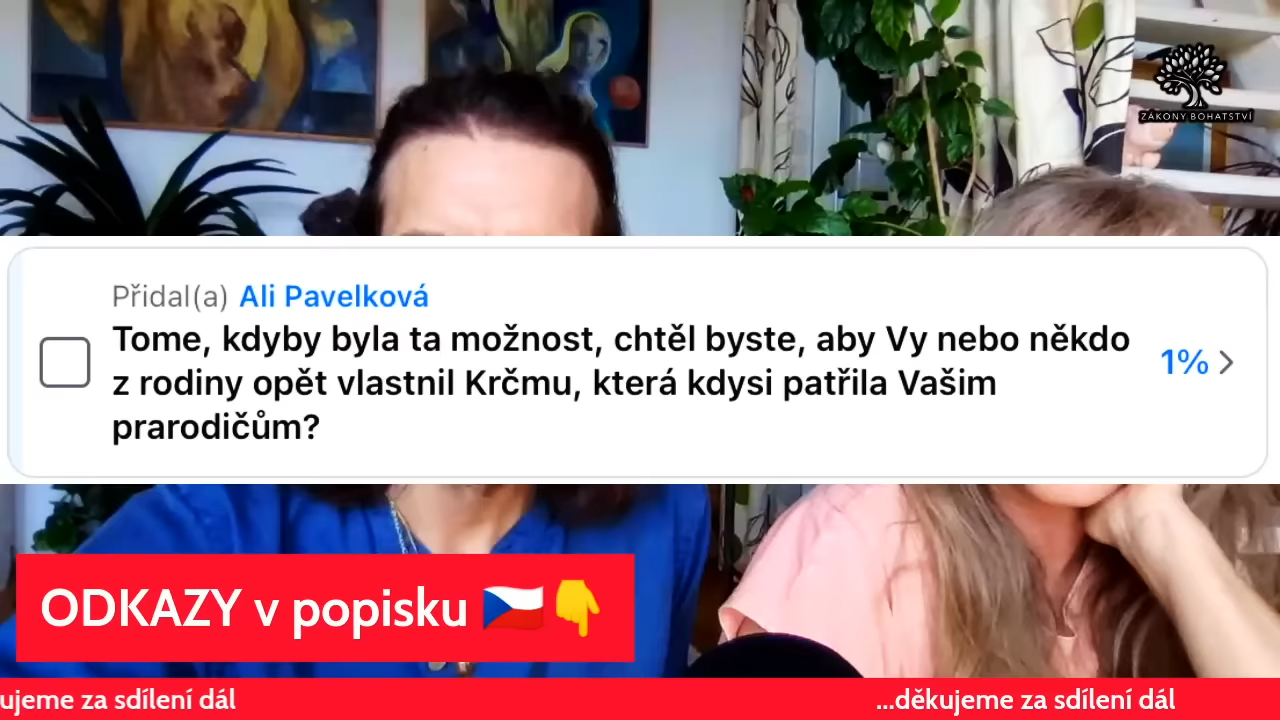 ZÁKONY BOHATSTVÍ
Přidal(a) Ali Pavelková
Tome, kdyby byla ta možnost, chtěl byste, aby Vy nebo někdo
z rodiny opět vlastnil Krčmu, která kdysi patřila Vašim
prarodičům?
1%
ODKAZY v popisku 🇨🇿👇
ujeme za sdílení dál
...děkujeme za sdílení dál